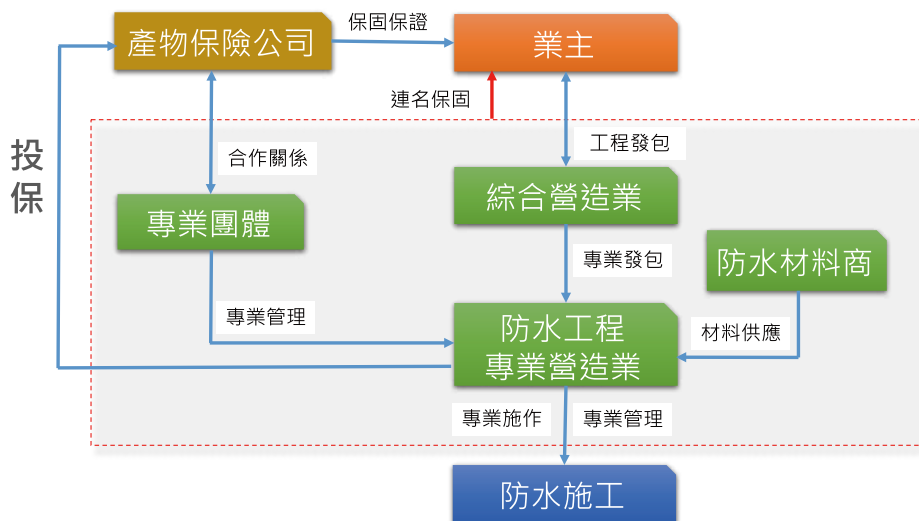 產物保險公司
保固保證
業主
連名保固
投
保
合作關係
工程發包
專業團體
綜合營造業
專業發包
防水材料商
專業管理
防水工程
專業營造業
材料供應
專業施作
專業管理
防水施工